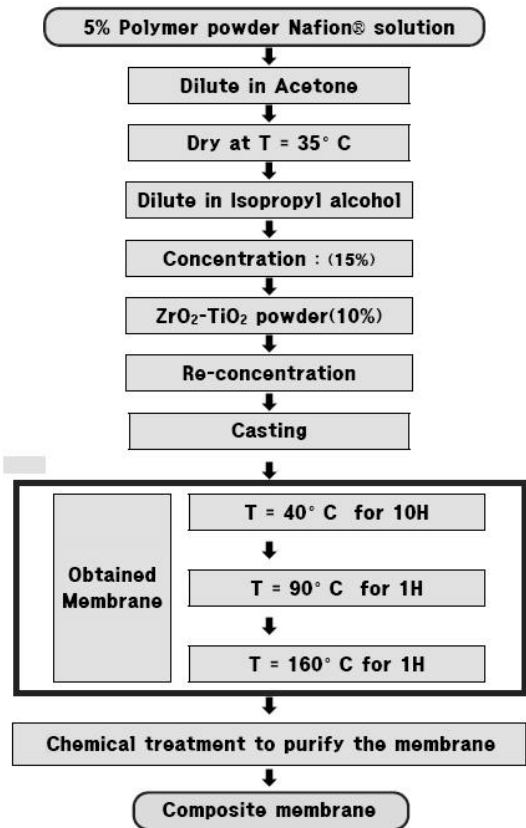 5% Polymer powder Nafion® solution
Dilute in Acetone
Dry at T = 35° C
Dilute in Isopropyl alcohol
Concentration : (15%)
ZrO₂-TiO₂ powder(10%)
Re-concentration
Casting
T = 40° C for 10H
Obtained
Membrane
T = 90° C for 1H
T = 160° C for 1H
Chemical treatment to purify the membrane
Composite membrane